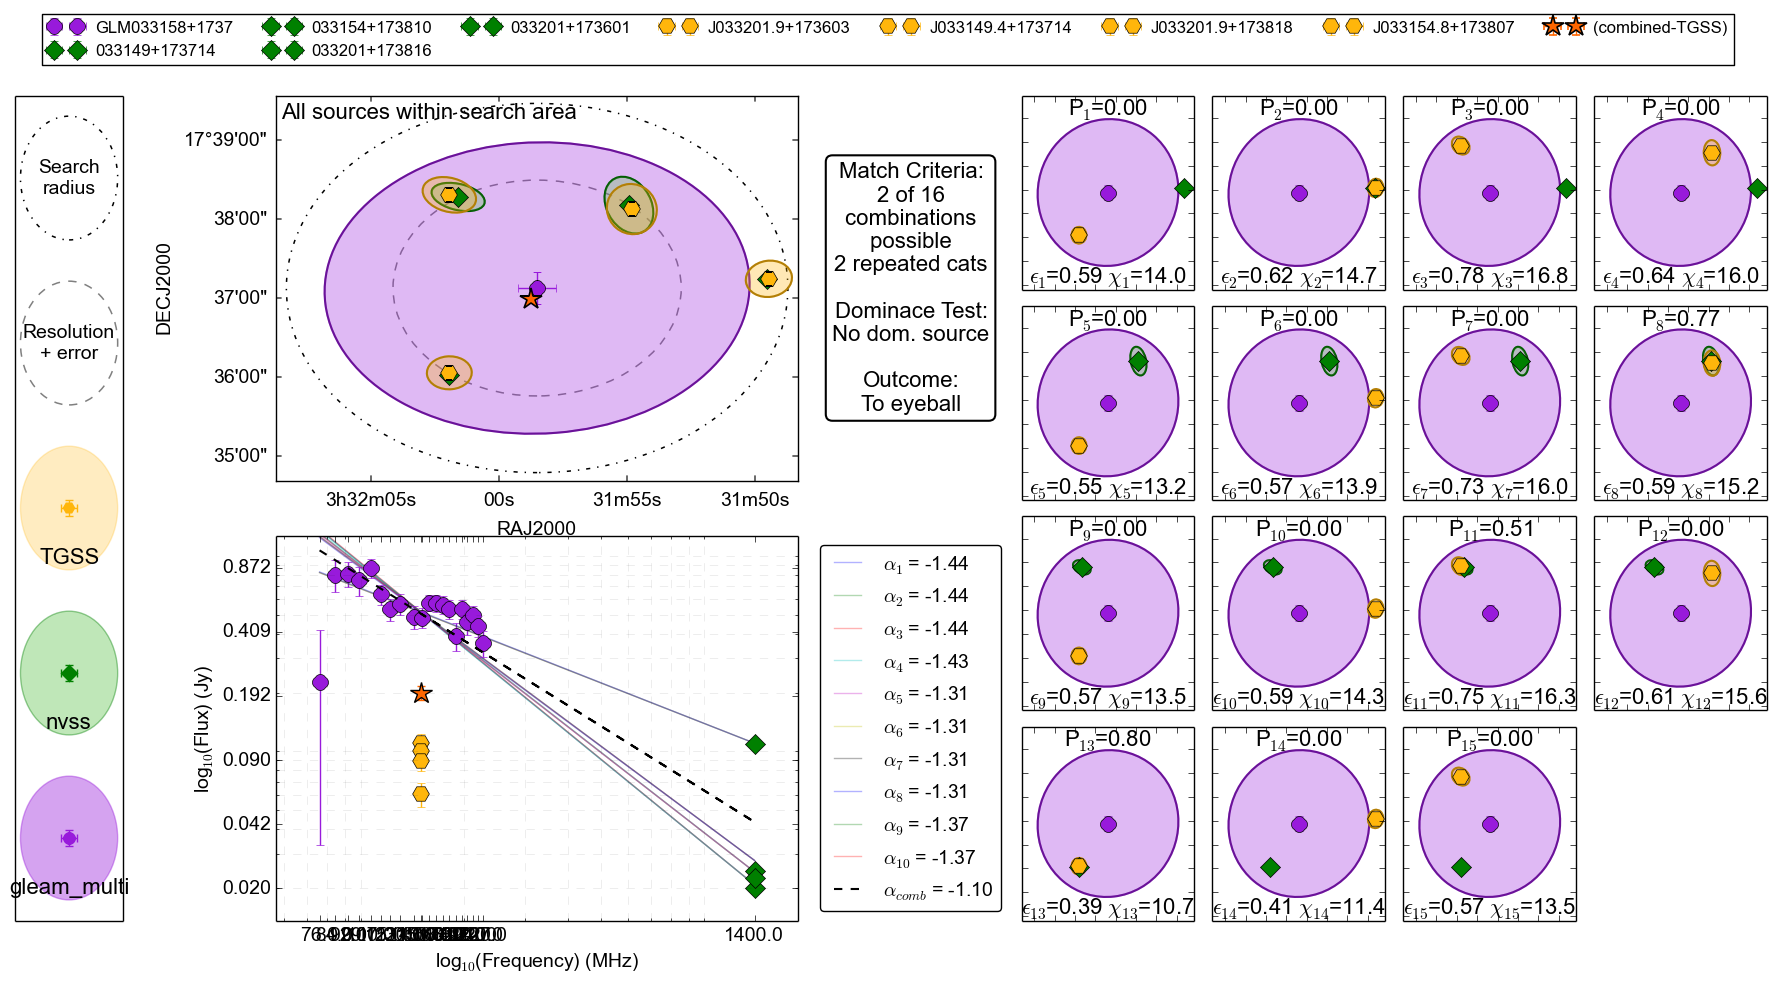 GLM033158+1737
033154+173810
033201+173601
J033201.9+173603
J033149.4+173714
J033201.9+173818
J033154.8+173807
(combined-TGSS)
033149+173714
033201+173816
Search
radius
Resolution
+ error
TGSS
nvss
gleam_multi
All sources within search area
17°39'00"
38'00"
37'00"
36'00"
35'00"
DECJ2000
3h32m05s
00s
31m55s
31m50s
RAJ2000
Match Criteria:
2 of 16
combinations
possible
2 repeated cats
Dominace Test:
No dom. source
Outcome:
To eyeball
0.872
0.409
0.192
0.090
0.042
0.020
log10(Flux) (Jy)
1400.0
log10(Frequency) (MHz)
α1 = -1.44
α2 = -1.44
α3 = -1.44
α4 = -1.43
α5 = -1.31
α6 = -1.31
α7 = -1.31
α8 = -1.31
α9 = -1.37
α10 = -1.37
αcomb = -1.10
P1=0.00
ϵ1=0.59 χ1=14.0
P2=0.00
ϵ2=0.62 χ2=14.7
P3=0.00
ϵ3=0.78 χ3=16.8
P4=0.00
ϵ4=0.64 χ4=16.0
P5=0.00
ϵ5=0.55 χ5=13.2
P6=0.00
ϵ6=0.57 χ6=13.9
P7=0.00
ϵ7=0.73 χ7=16.0
P8=0.77
ϵ8=0.59 χ8=15.2
P9=0.00
ϵ9=0.57 χ9=13.5
P10=0.00
ϵ10=0.59 χ10=14.3
P11=0.51
ϵ11=0.75 χ11=16.3
P12=0.00
ϵ12=0.61 χ12=15.6
P13=0.80
ϵ13=0.39 χ13=10.7
P14=0.00
ϵ14=0.41 χ14=11.4
P15=0.00
ϵ15=0.57 χ15=13.5